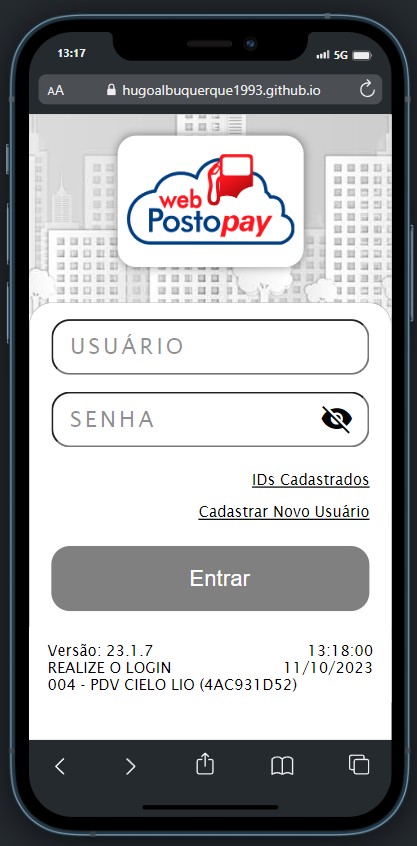 13:17
5G
AA
hugoalbuquerque1993.github.io
web
Postopay
USUÁRIO
SENHA
IDs Cadastrados
Cadastrar Novo Usuário
Entrar
Versão: 23.1.7 13:18:00
REALIZE O LOGIN 11/10/2023
004 - PDV CIELO LIO (4AC931D52)